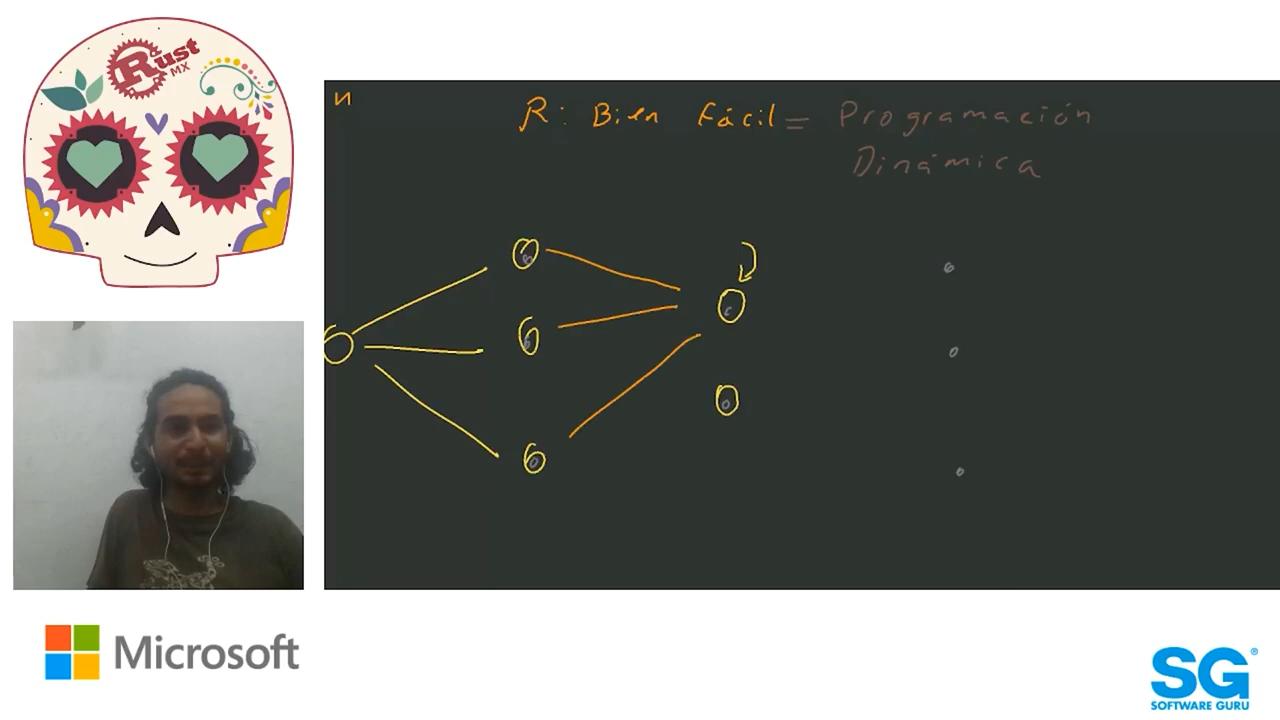 Rust
MX
R: Bien Fácil = Programación
Dinámica
Microsoft
SG
SOFTWARE GURU